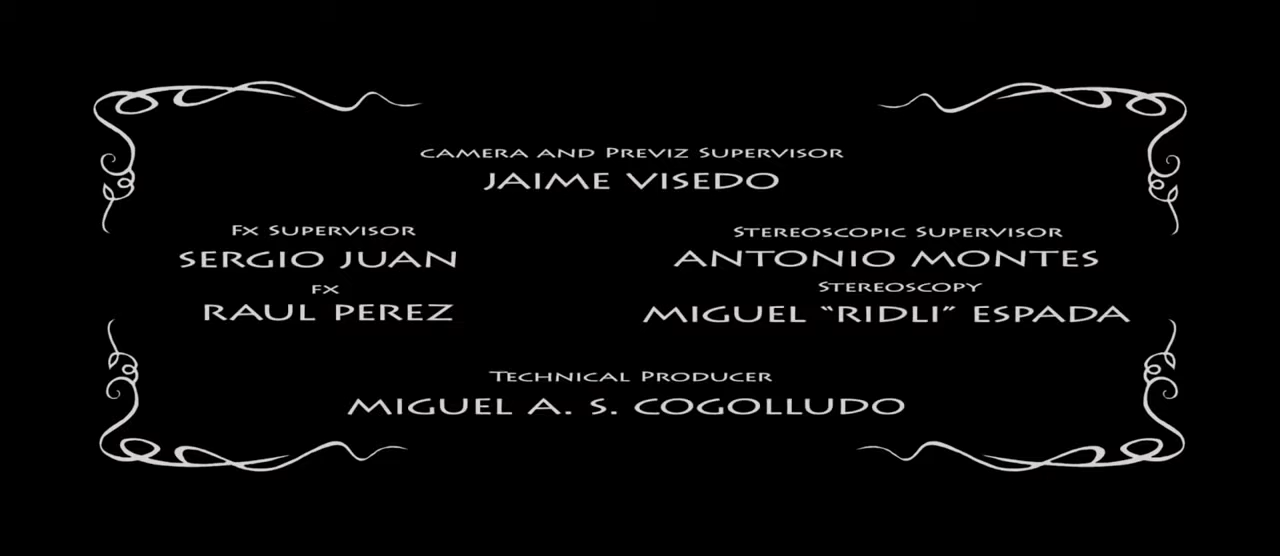 CAMERA AND PREVIZ SUPERVISOR
JAIME VISEDO
FX SUPERVISOR
SERGIO JUAN
FX
RAUL PEREZ
STEREOSCOPIC SUPERVISOR
ANTONIO MONTES
STEREOSCOPY
MIGUEL “RIDLI” ESPADA
TECHNICAL PRODUCER
MIGUEL A. S. COGOLLUDO